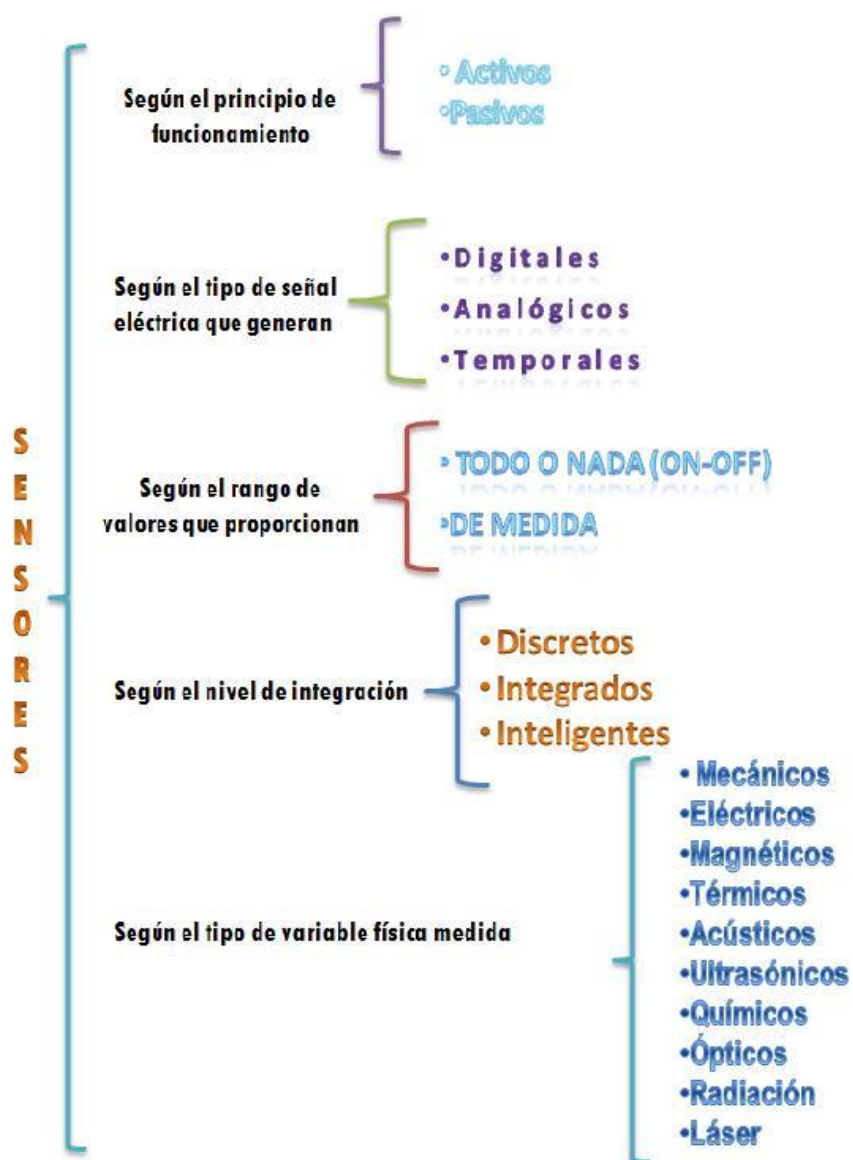 SENSORES
Según el principio de
funcionamiento
• Activos
•Pasivos
Según el tipo de señal
eléctrica que generan
•Digitales
•Analógicos
•Temporales
Según el rango de
valores que proporcionan
• TODO O NADA (ON-OFF)
•DE MEDIDA
Según el nivel de integración
•Discretos
•Integrados
•Inteligentes
Según el tipo de variable física medida
• Mecánicos
•Eléctricos
•Magnéticos
•Térmicos
•Acústicos
•Ultrasónicos
•Químicos
•Ópticos
•Radiación
•Láser